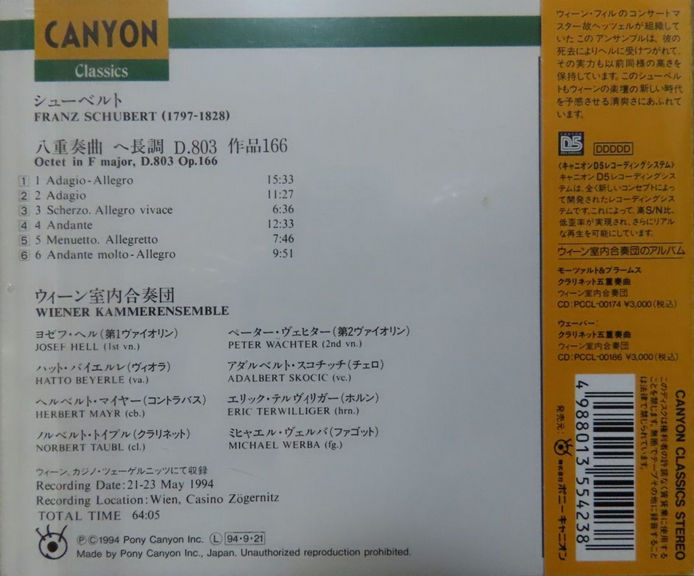 CANYON
Classics
シューベルト
FRANZ SCHUBERT (1797-1828)
八重奏曲 ヘ長調 D.803 作品166
Octet in F major, D.803 Op.166
1 1 Adagio-Allegro 15:33
2 2 Adagio 11:27
3 3 Scherzo. Allegro vivace 6:36
4 4 Andante 12:33
5 5 Menuetto. Allegretto 7:46
6 6 Andante molto-Allegro 9:51
ウィーン室内合奏団
WIENER KAMMERENSEMBLE
ヨゼフ・ヘル(第1ヴァイオリン)
JOSEF HELL (1st vn.)
ペーター・ヴェヒター(第2ヴァイオリン)
PETER WÄCHTER (2nd vn.)
ハット・バイエルレ(ヴィオラ)
HATTO BEYERLE (va.)
アダルベルト・スコチッチ(チェロ)
ADALBERT SKOCIC (vc.)
ヘルベルト・マイヤー(コントラバス)
HERBERT MAYR (cb.)
エリック・テルヴィリガー(ホルン)
ERIC TERWILLIGER (hrn.)
ノルベルト・トイブル(クラリネット)
NORBERT TÄUBL (cl.)
ミヒャエル・ヴェルバ(ファゴット)
MICHAEL WERBA (fg.)
ウィーン、カジノ・ツェーゲルニッツにて収録
Recording Date:21-23 May 1994
Recording Location:Wien, Casino Zögernitz
TOTAL TIME 64:05
Ⓟ©1994 Pony Canyon Inc. Ⓛ 94・9・21
Made by Pony Canyon Inc., Japan. Unauthorized reproduction prohibited.
ウィーン・フィルのコンサートマ
スター故ヘッツェルが組織して
いたこのアンサンブルは、彼の
死去によりヘルに受けつがれて、
その実力も以前同様の高さを
保持しています。このシューベル
トもウィーンの楽壇の新しい時代
を予感させる清爽さにあふれて
います。
CANYON
D5
DDDDD
〈キャニオンD5レコーディングシステム〉
キャニオンD5レコーディングシス
テムは、全く新しいコンセプトによっ
て開発されたレコーディングシス
テムです。これによって、高S/N比、
低歪率が実現され、さらにリアル
な再生を可能にしています。
ウィーン室内合奏団のアルバム
モーツァルト&ブラームス
クラリネット五重奏曲
ウィーン室内合奏団
CD:PCCL-00174 ¥3,000(税込)
ウェーバー:
クラリネット五重奏曲
ウィーン室内合奏団
CD:PCCL-00186 ¥3,000(税込)
CANYON CLASSICS STEREO
このディスクは権利者の許諾なく賃貸業に使用する
ことを禁じます。無断でテープその他に録音すること
は法律で禁じられています。
4 988013 554238
発売元:株式会社ポニーキャニオン